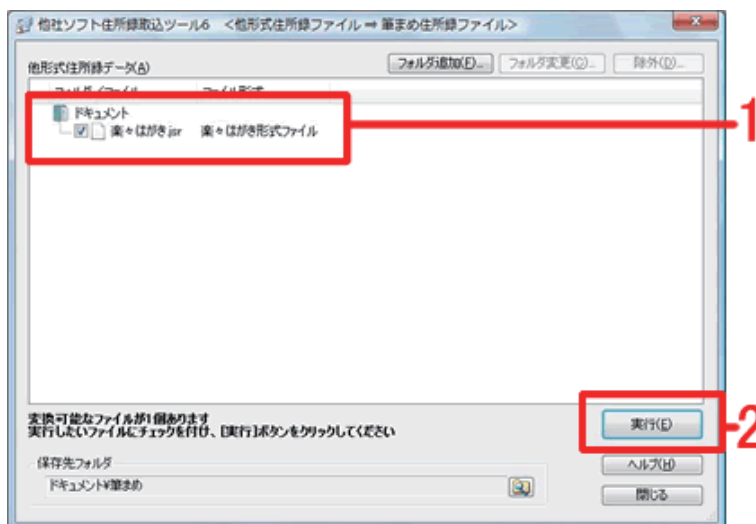 他社ソフト住所録取込ツール6 <他形式住所録ファイル ⇒ 筆まめ住所録ファイル>
他形式住所録データ(A)
フォルダ追加(F)...
フォルダ変更(C)...
除外(D)...
フォルダ/ファイル
ファイル形式
ドキュメント
楽々はがき.jsr
楽々はがき形式ファイル
1
変換可能なファイルが1個あります
実行したいファイルにチェックを付け、[実行]ボタンをクリックしてください
実行(E)
2
保存先フォルダ
ドキュメント¥筆まめ
ヘルプ(H)
閉じる